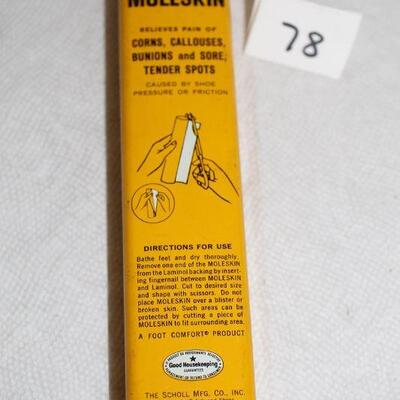 MOLESKIN
78
RELIEVES PAIN OF
CORNS, CALLOUSES,
BUNIONS and SORE,
TENDER SPOTS
CAUSED BY SHOE
PRESSURE OR FRICTION
DIRECTIONS FOR USE
Bathe feet and dry thoroughly.
Remove one end of the MOLESKIN
from the Laminol backing by insert-
ing fingernail between MOLESKIN
and Laminol. Cut to desired size
and shape with scissors. Do not
place MOLESKIN over a blister or
broken skin. Such areas can be
protected by cutting a piece of
MOLESKIN to fit surrounding area.
A FOOT COMFORT® PRODUCT
Good Housekeeping
GUARANTEES
THE SCHOLL MFG. CO., INC.